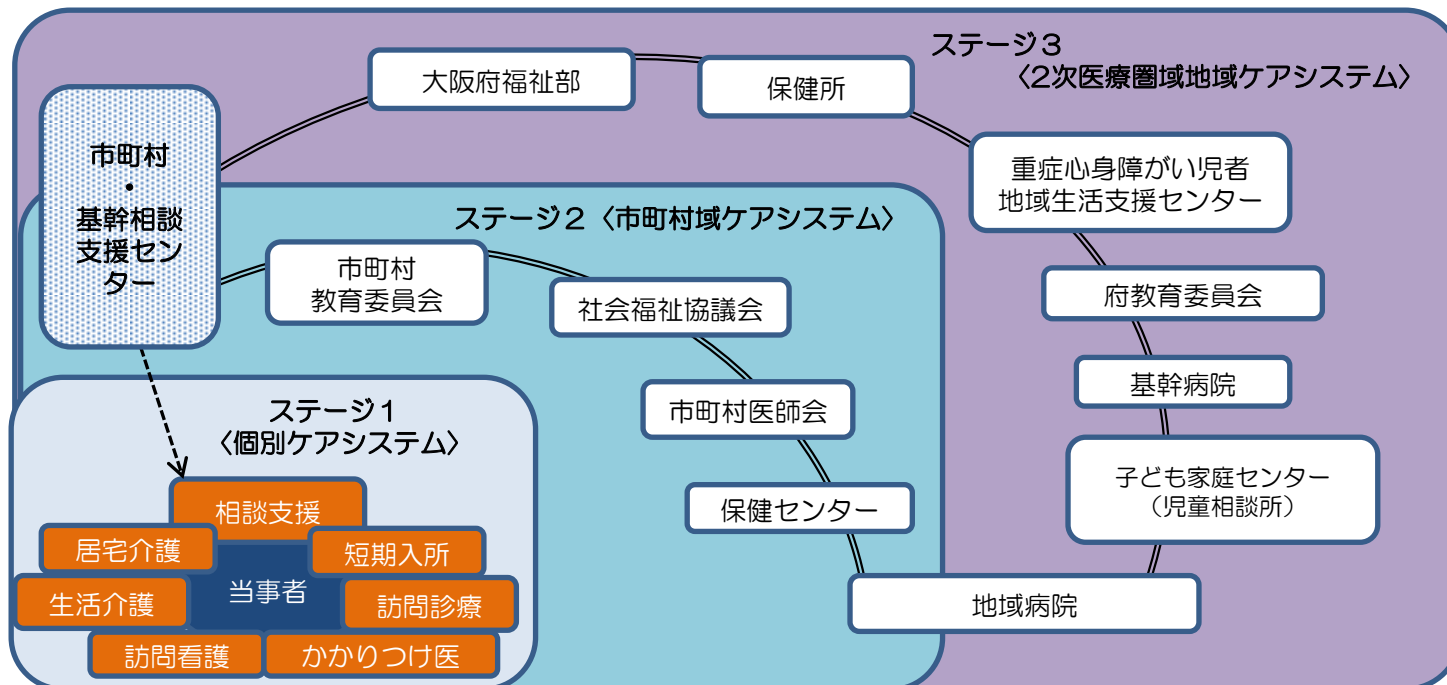 ステージ3
〈2次医療圏域地域ケアシステム〉
大阪府福祉部
保健所
市町村
・
基幹相談
支援セン
ター
重症心身障がい児者
地域生活支援センター
ステージ2〈市町村域ケアシステム〉
市町村
教育委員会
社会福祉協議会
府教育委員会
市町村医師会
基幹病院
保健センター
子ども家庭センター
（児童相談所）
地域病院
ステージ1
〈個別ケアシステム〉
相談支援
居宅介護
短期入所
当事者
生活介護
訪問診療
訪問看護
かかりつけ医